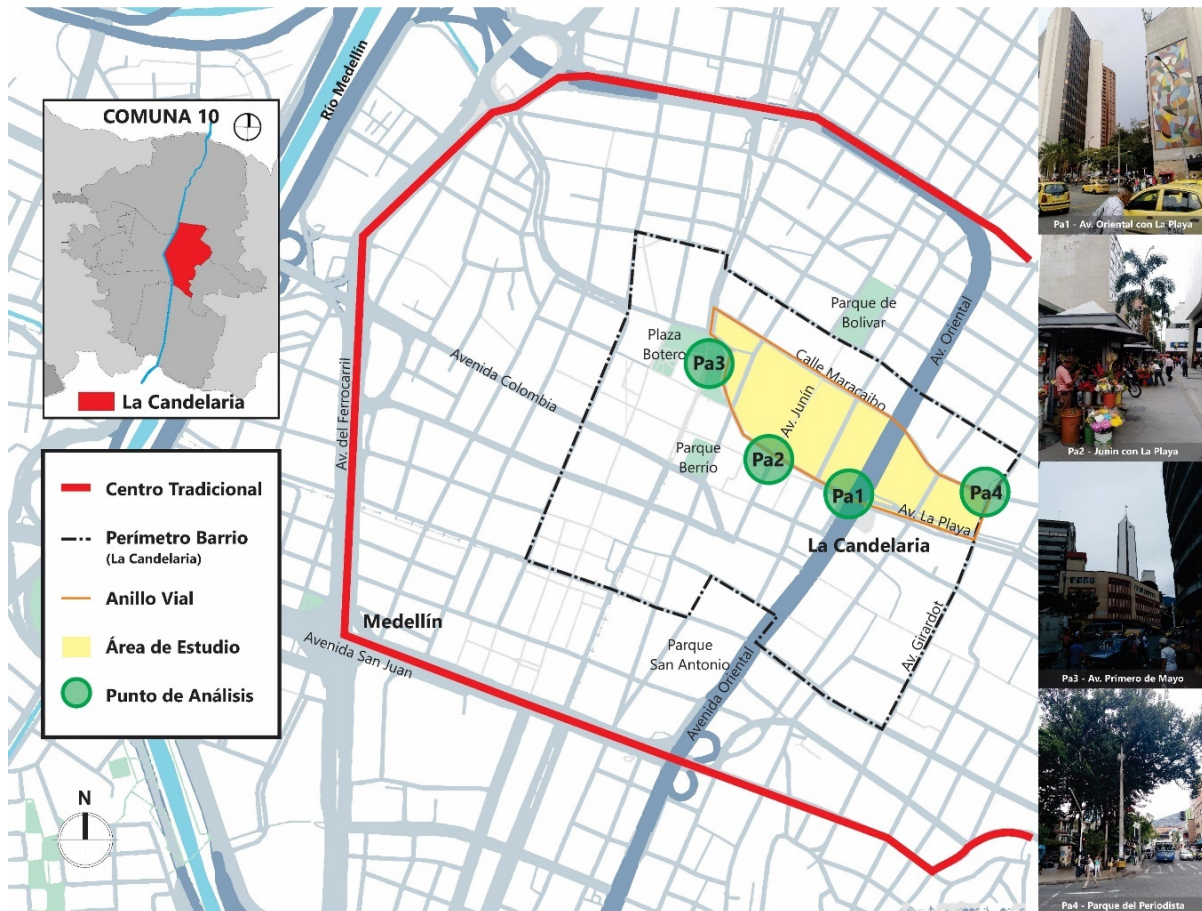 COMUNA 10
La Candelaria
Centro Tradicional
Perímetro Barrio
(La Candelaria)
Anillo Vial
Área de Estudio
Punto de Análisis
N
Río Medellín
Av. del Ferrocarril
Avenida Colombia
Medellín
Avenida San Juan
Plaza
Botero
Parque de
Bolivar
Av. Oriental
Calle Maracaibo
Av. Junin
Pa3
Parque
Berrío
Pa2
Pa1
Pa4
Av. La Playa
La Candelaria
Parque
San Antonio
Avenida Oriental
Av. Girardot
Pa1 - Av. Oriental con La Playa
Pa2 - Junin con La Playa
Pa3 - Av. Primero de Mayo
Pa4 - Parque del Periodista